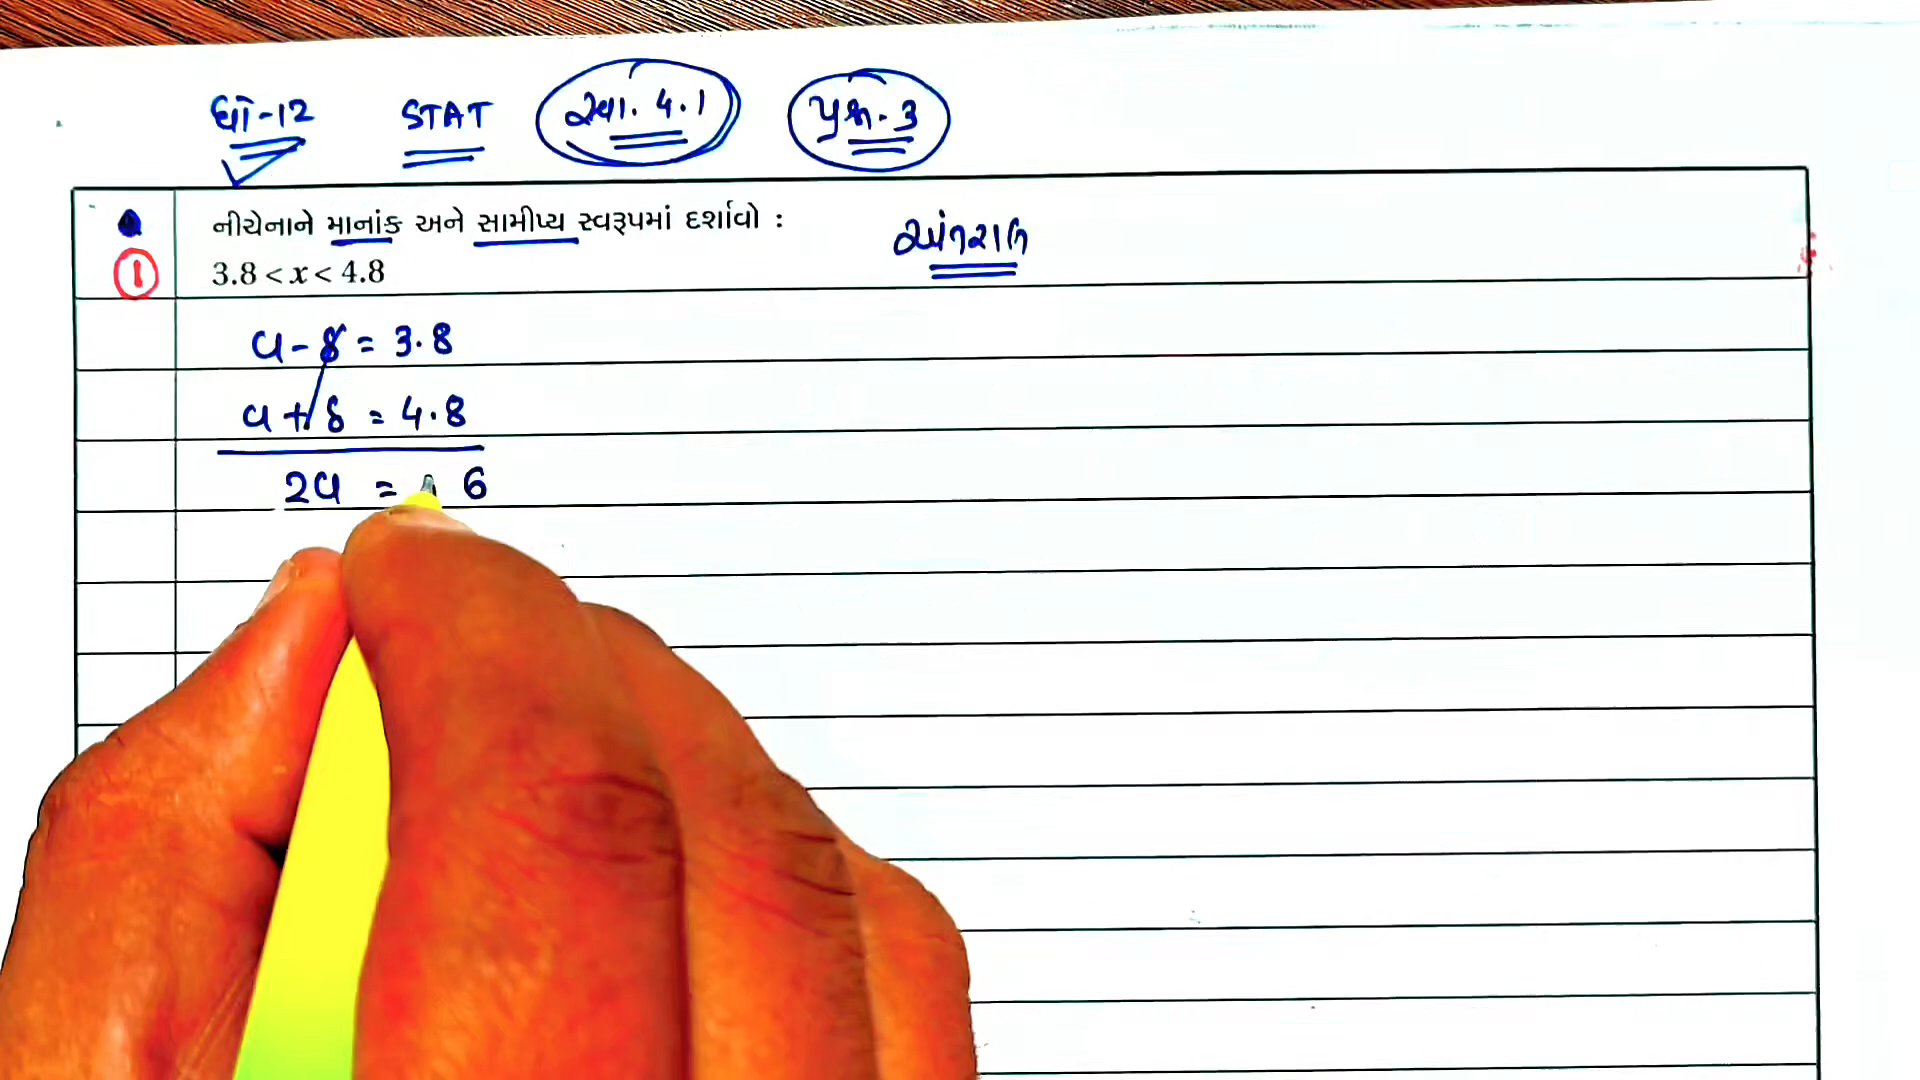 ધો-12 STAT સ્વા. 4.1 પ્રશ્ન-3
નીચેનાને માનાંક અને સામીપ્ય સ્વરૂપમાં દર્શાવો : અંતરાલ
1 3.8 < x < 4.8
a - δ = 3.8
a + δ = 4.8
2a = 6